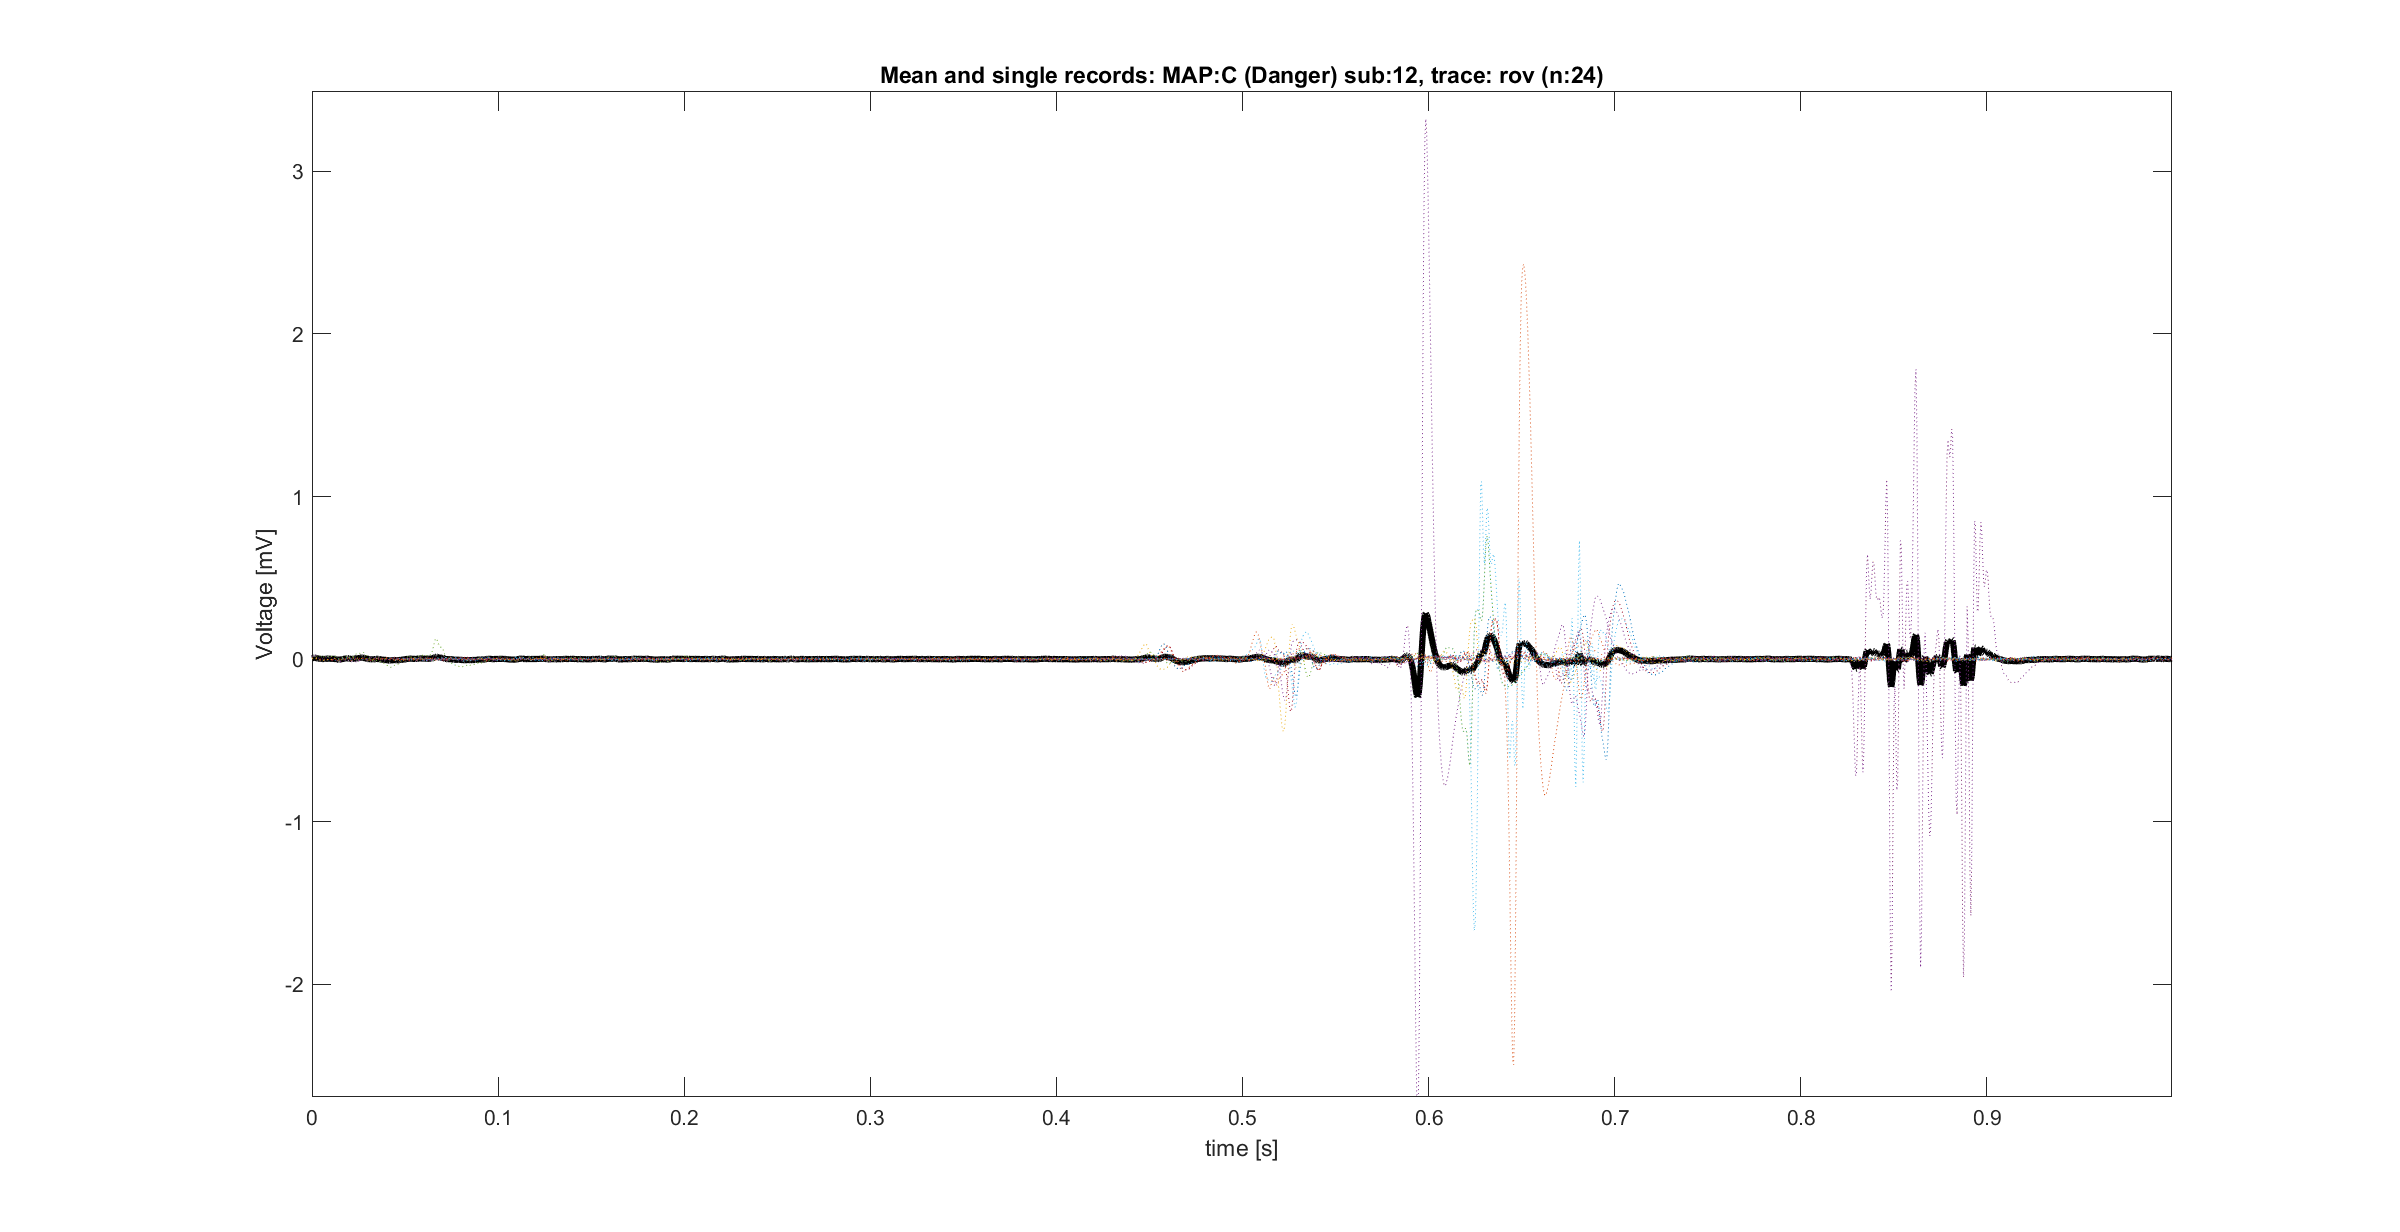 Mean and single records: MAP:C (Danger) sub:12, trace: rov (n:24)
3
2
1
0
-1
-2
Voltage [mV]
0 0.1 0.2 0.3 0.4 0.5 0.6 0.7 0.8 0.9
time [s]